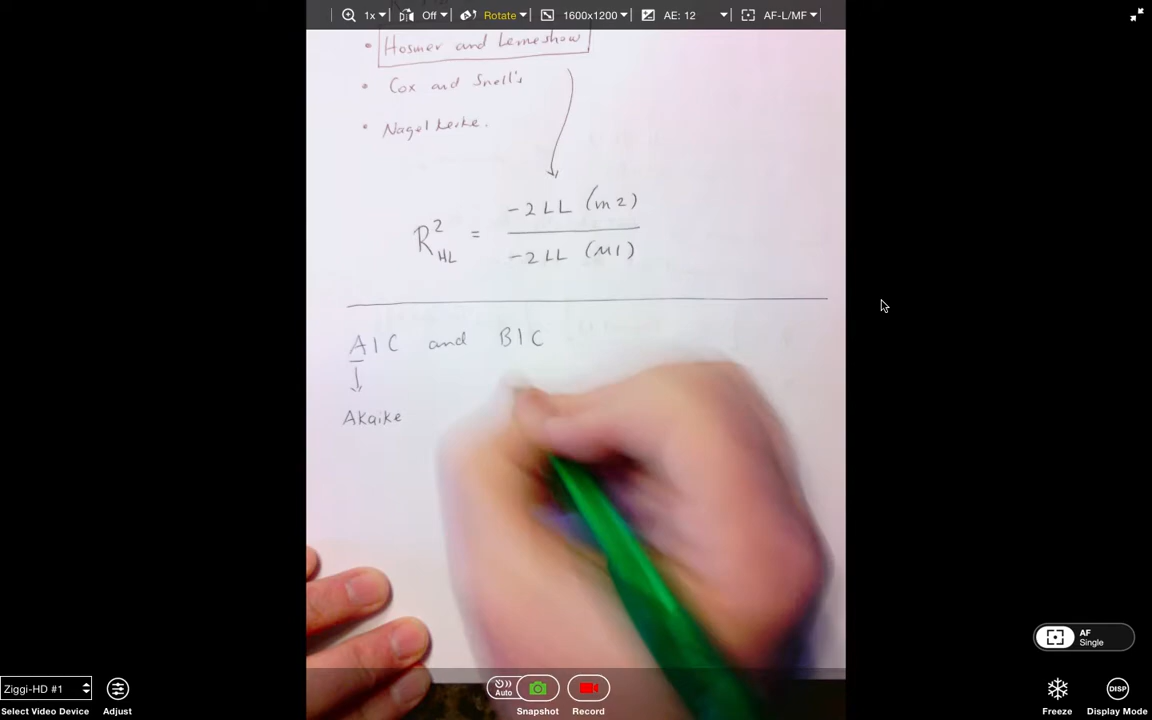 1x Off Rotate 1600x1200 AE: 12 AF-L/MF
• Hosmer and Lemeshow
• Cox and Snell's
• Nagelkerke.
R²HL = -2LL (m2) / -2LL (M1)
AIC and BIC
Akaike
AF
Single
Ziggi-HD #1
Auto
DISP
Select Video Device Adjust Snapshot Record Freeze Display Mode